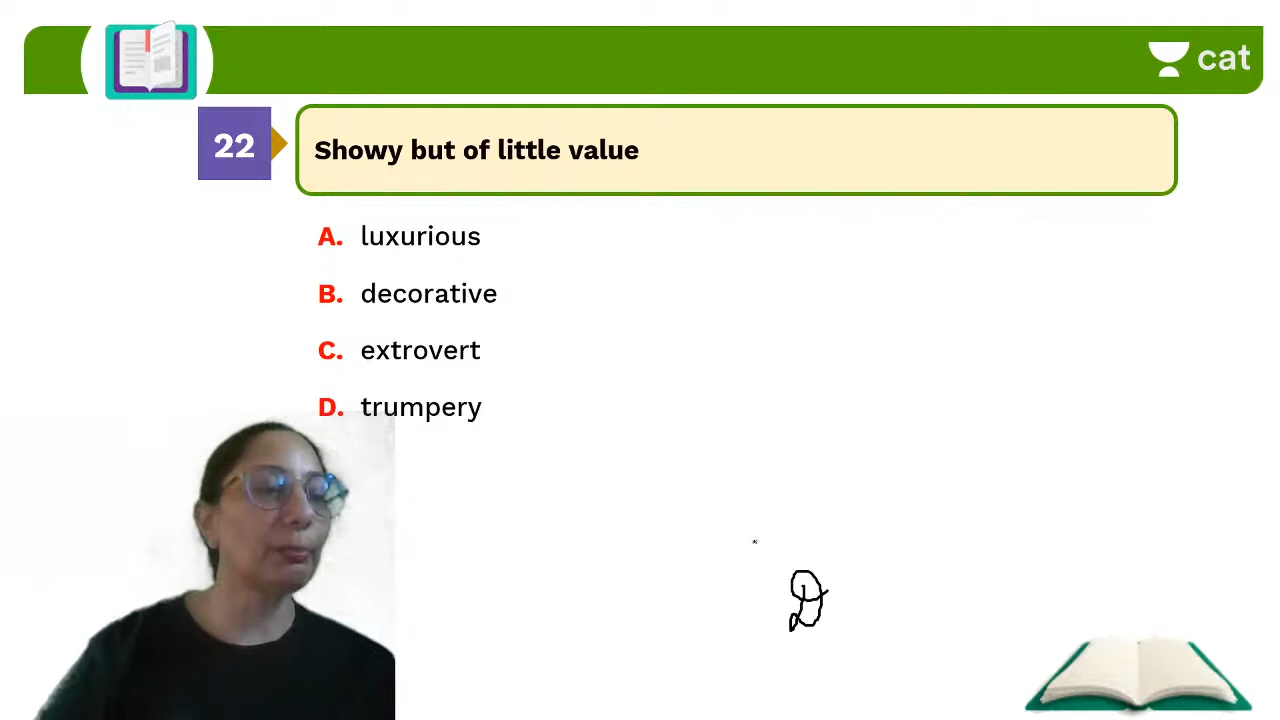 cat
22
Showy but of little value
A. luxurious
B. decorative
C. extrovert
D. trumpery
D